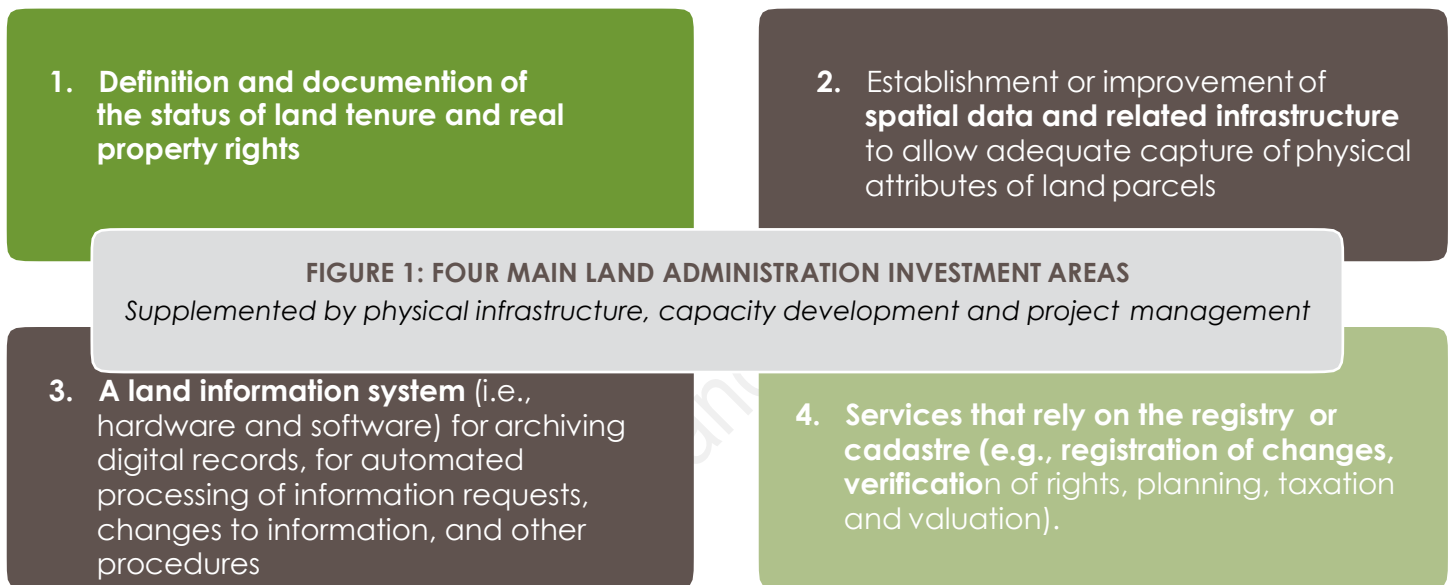 1. Definition and documention of
the status of land tenure and real
property rights
2. Establishment or improvement of
spatial data and related infrastructure
to allow adequate capture of physical
attributes of land parcels
FIGURE 1: FOUR MAIN LAND ADMINISTRATION INVESTMENT AREAS
Supplemented by physical infrastructure, capacity development and project management
3. A land information system (i.e.,
hardware and software) for archiving
digital records, for automated
processing of information requests,
changes to information, and other
procedures
4. Services that rely on the registry or
cadastre (e.g., registration of changes,
verification of rights, planning, taxation
and valuation).